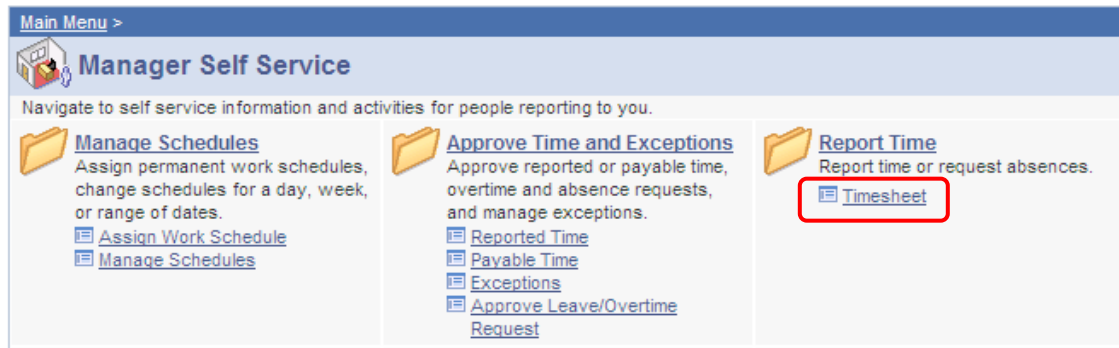 Main Menu >
Manager Self Service
Navigate to self service information and activities for people reporting to you.
Manage Schedules
Assign permanent work schedules,
change schedules for a day, week,
or range of dates.
Assign Work Schedule
Manage Schedules
Approve Time and Exceptions
Approve reported or payable time,
overtime and absence requests,
and manage exceptions.
Reported Time
Payable Time
Exceptions
Approve Leave/Overtime
Request
Report Time
Report time or request absences.
Timesheet